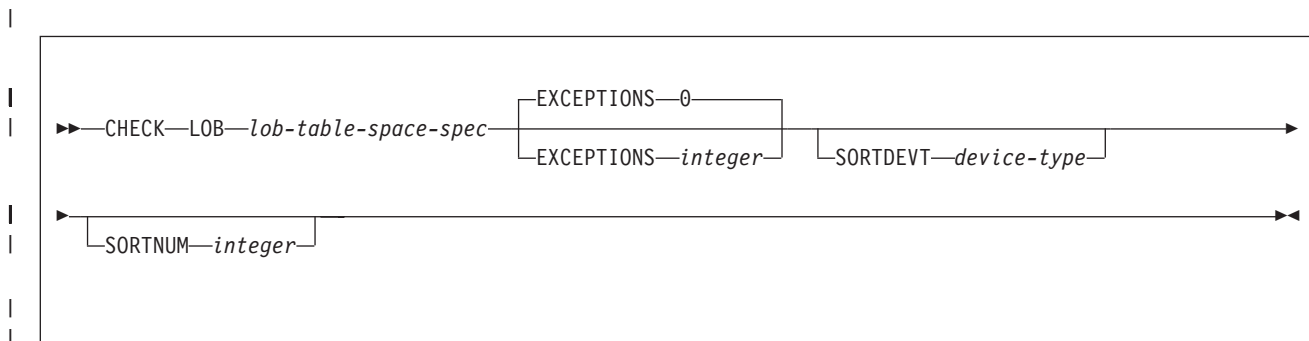 EXCEPTIONS 0
CHECK LOB lob-table-space-spec
EXCEPTIONS integer
SORTDEVT device-type
SORTNUM integer